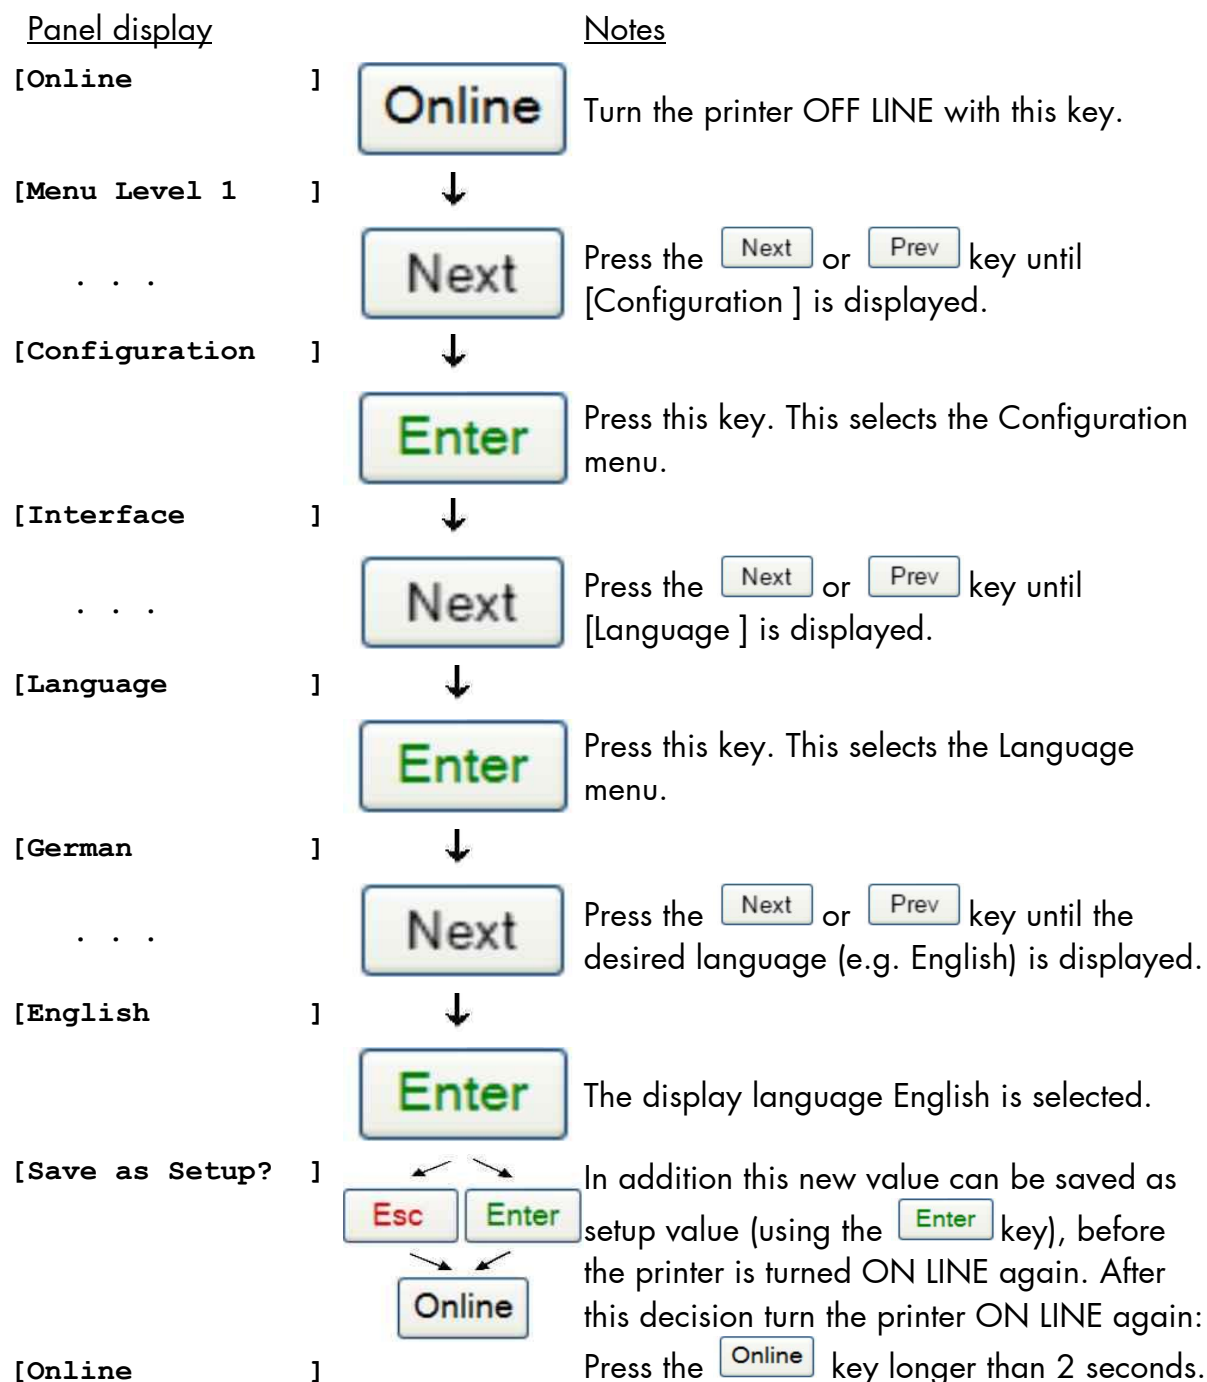 Panel display Notes
[Online ]
Online Turn the printer OFF LINE with this key.
[Menu Level 1 ]
Next Press the Next or Prev key until
. . . [Configuration ] is displayed.
[Configuration ]
Enter Press this key. This selects the Configuration
menu.
[Interface ]
Next Press the Next or Prev key until
. . . [Language ] is displayed.
[Language ]
Enter Press this key. This selects the Language
menu.
[German ]
Next Press the Next or Prev key until the
. . . desired language (e.g. English) is displayed.
[English ]
Enter The display language English is selected.
[Save as Setup? ] In addition this new value can be saved as
Esc Enter setup value (using the Enter key), before
the printer is turned ON LINE again. After
Online this decision turn the printer ON LINE again:
[Online ] Press the Online key longer than 2 seconds.